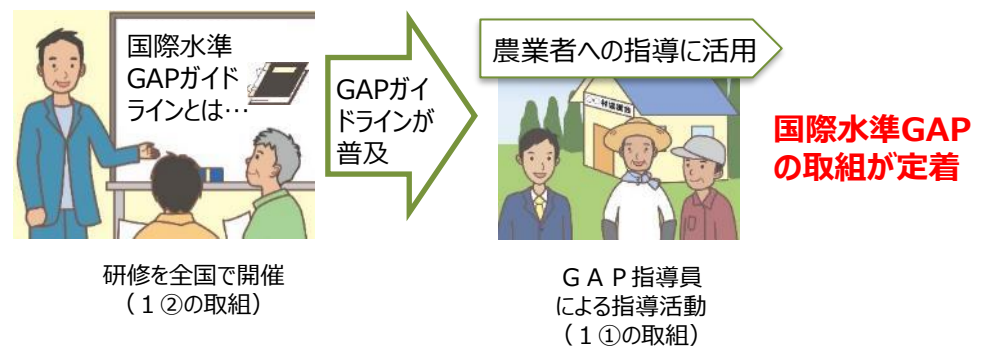 国際水準
GAPガイド
ラインとは…
GAPガイ
ドラインが
普及
農業者への指導に活用
国際水準GAP
の取組が定着
研修を全国で開催
（１②の取組）
ＧＡＰ指導員
による指導活動
（１①の取組）